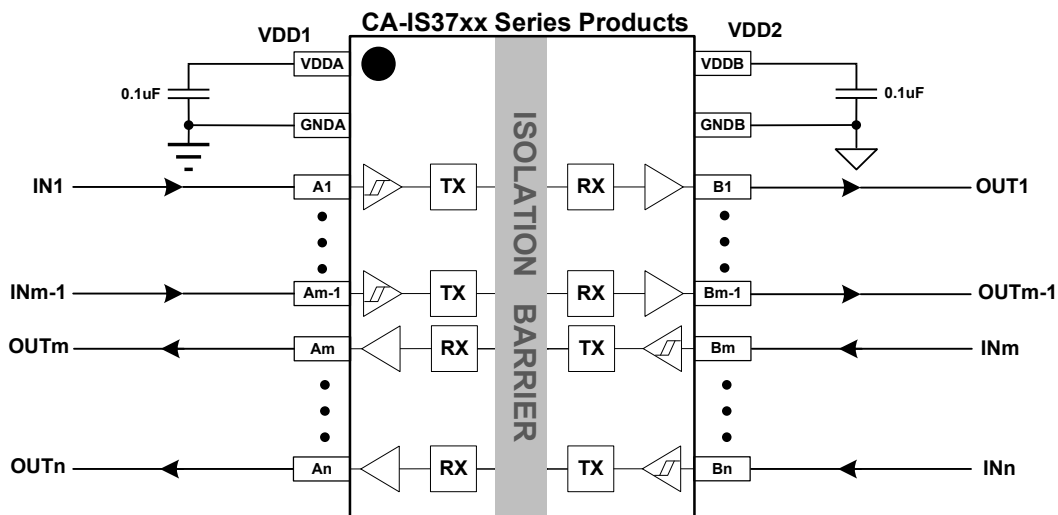 CA-IS37xx Series Products
VDD1
VDD2
VDDA
VDDB
0.1uF
0.1uF
GNDA
GNDB
ISOLATION BARRIER
IN1
A1
TX
RX
B1
OUT1
INm-1
Am-1
TX
RX
Bm-1
OUTm-1
OUTm
Am
RX
TX
Bm
INm
OUTn
An
RX
TX
Bn
INn